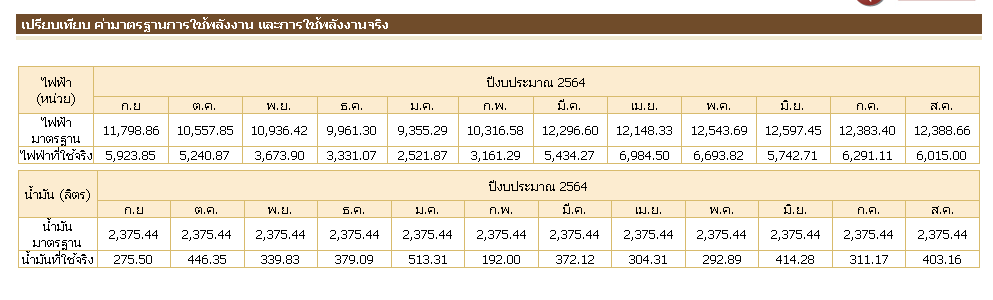 เปรียบเทียบ ค่ามาตรฐานการใช้พลังงาน และการใช้พลังงานจริง
ไฟฟ้า (หน่วย) ปีงบประมาณ 2564
ก.ย ต.ค. พ.ย. ธ.ค. ม.ค. ก.พ. มี.ค. เม.ย. พ.ค. มิ.ย. ก.ค. ส.ค.
ไฟฟ้ามาตรฐาน 11,798.86 10,557.85 10,936.42 9,961.30 9,355.29 10,316.58 12,296.60 12,148.33 12,543.69 12,597.45 12,383.40 12,388.66
ไฟฟ้าที่ใช้จริง 5,923.85 5,240.87 3,673.90 3,331.07 2,521.87 3,161.29 5,434.27 6,984.50 6,693.82 5,742.71 6,291.11 6,015.00
น้ำมัน (ลิตร) ปีงบประมาณ 2564
ก.ย ต.ค. พ.ย. ธ.ค. ม.ค. ก.พ. มี.ค. เม.ย. พ.ค. มิ.ย. ก.ค. ส.ค.
น้ำมันมาตรฐาน 2,375.44 2,375.44 2,375.44 2,375.44 2,375.44 2,375.44 2,375.44 2,375.44 2,375.44 2,375.44 2,375.44 2,375.44
น้ำมันที่ใช้จริง 275.50 446.35 339.83 379.09 513.31 192.00 372.12 304.31 292.89 414.28 311.17 403.16